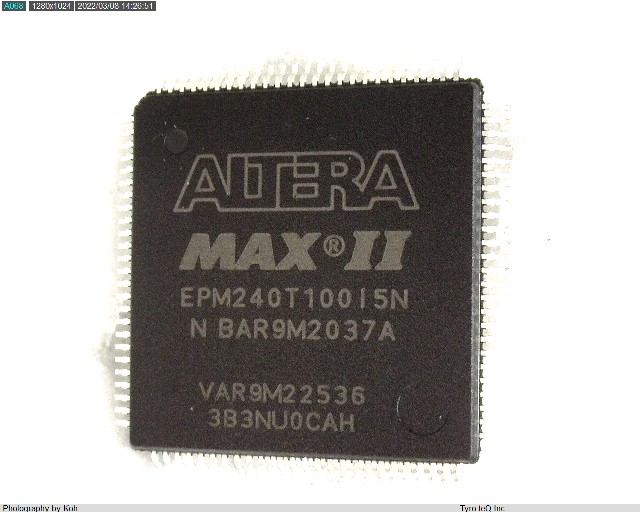 A068 1280x1024 2022/03/08 14:26:51
ALTERA
MAX® II
EPM240T100I5N
N BAR9M2037A
VAR9M22536
3B3NU0CAH
Photography by Koh TyroteQ Inc